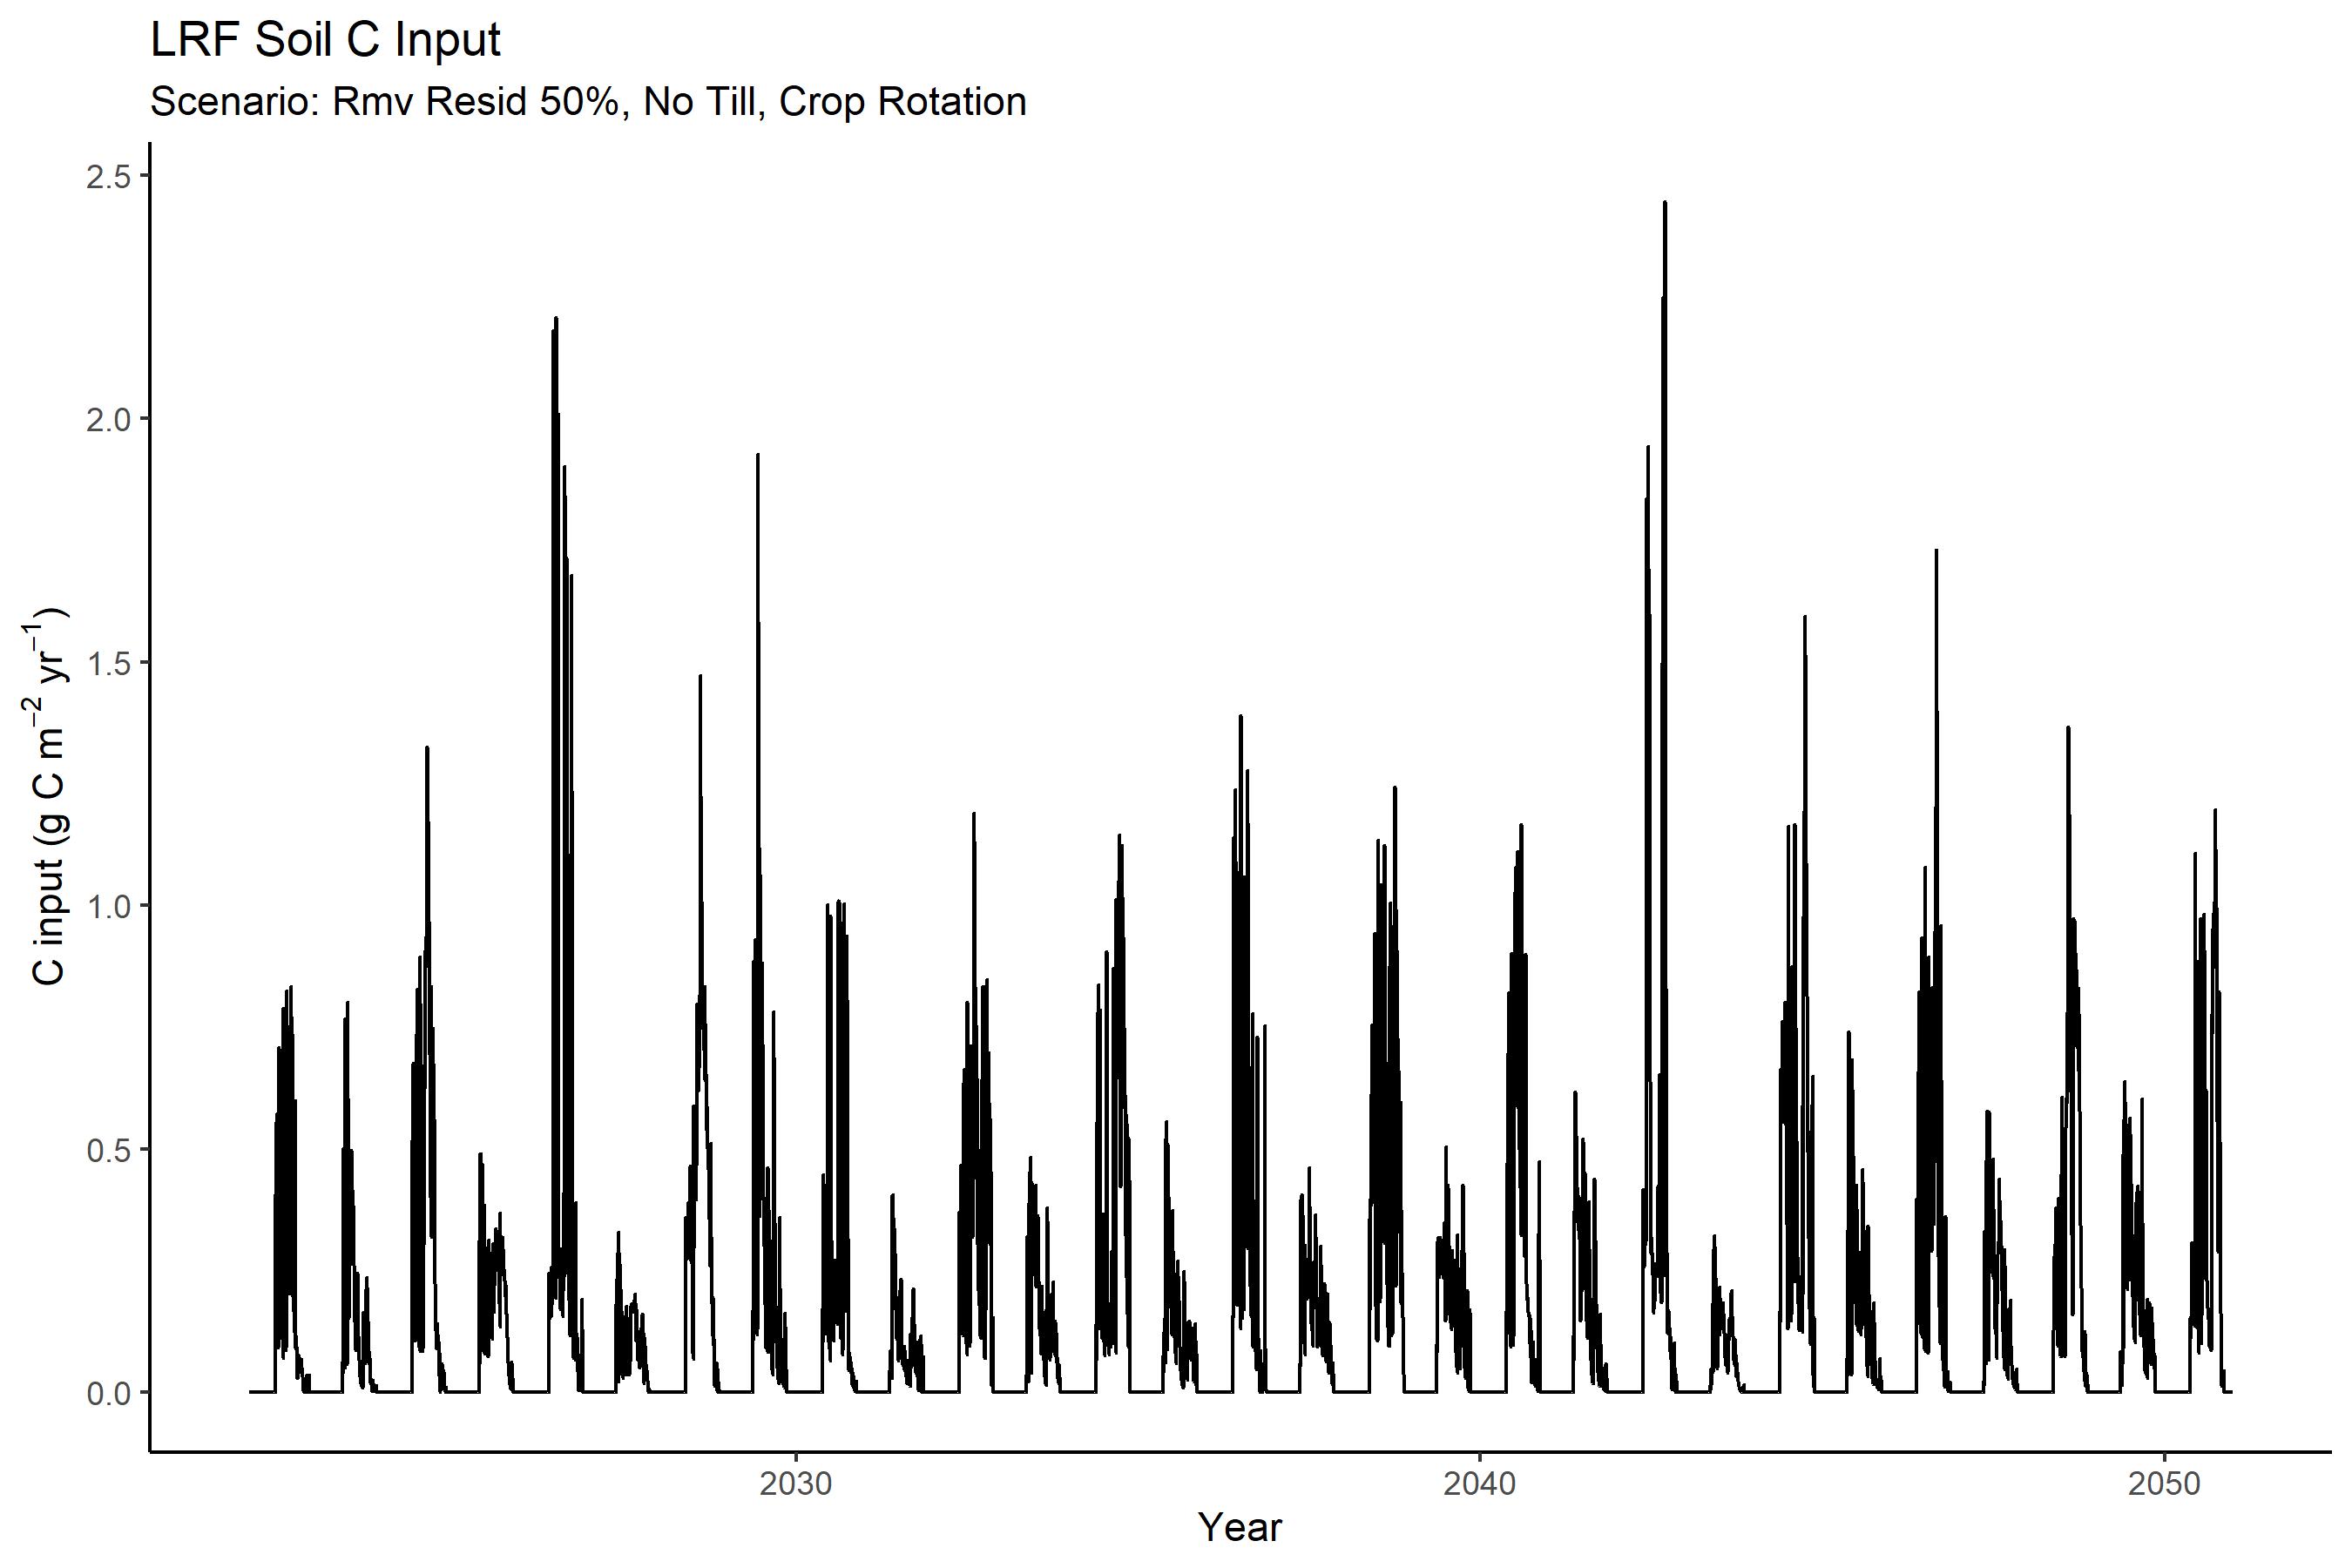 LRF Soil C Input
Scenario: Rmv Resid 50%, No Till, Crop Rotation
C input (g C m⁻² yr⁻¹)
2.5
2.0
1.5
1.0
0.5
0.0
2030
2040
2050
Year